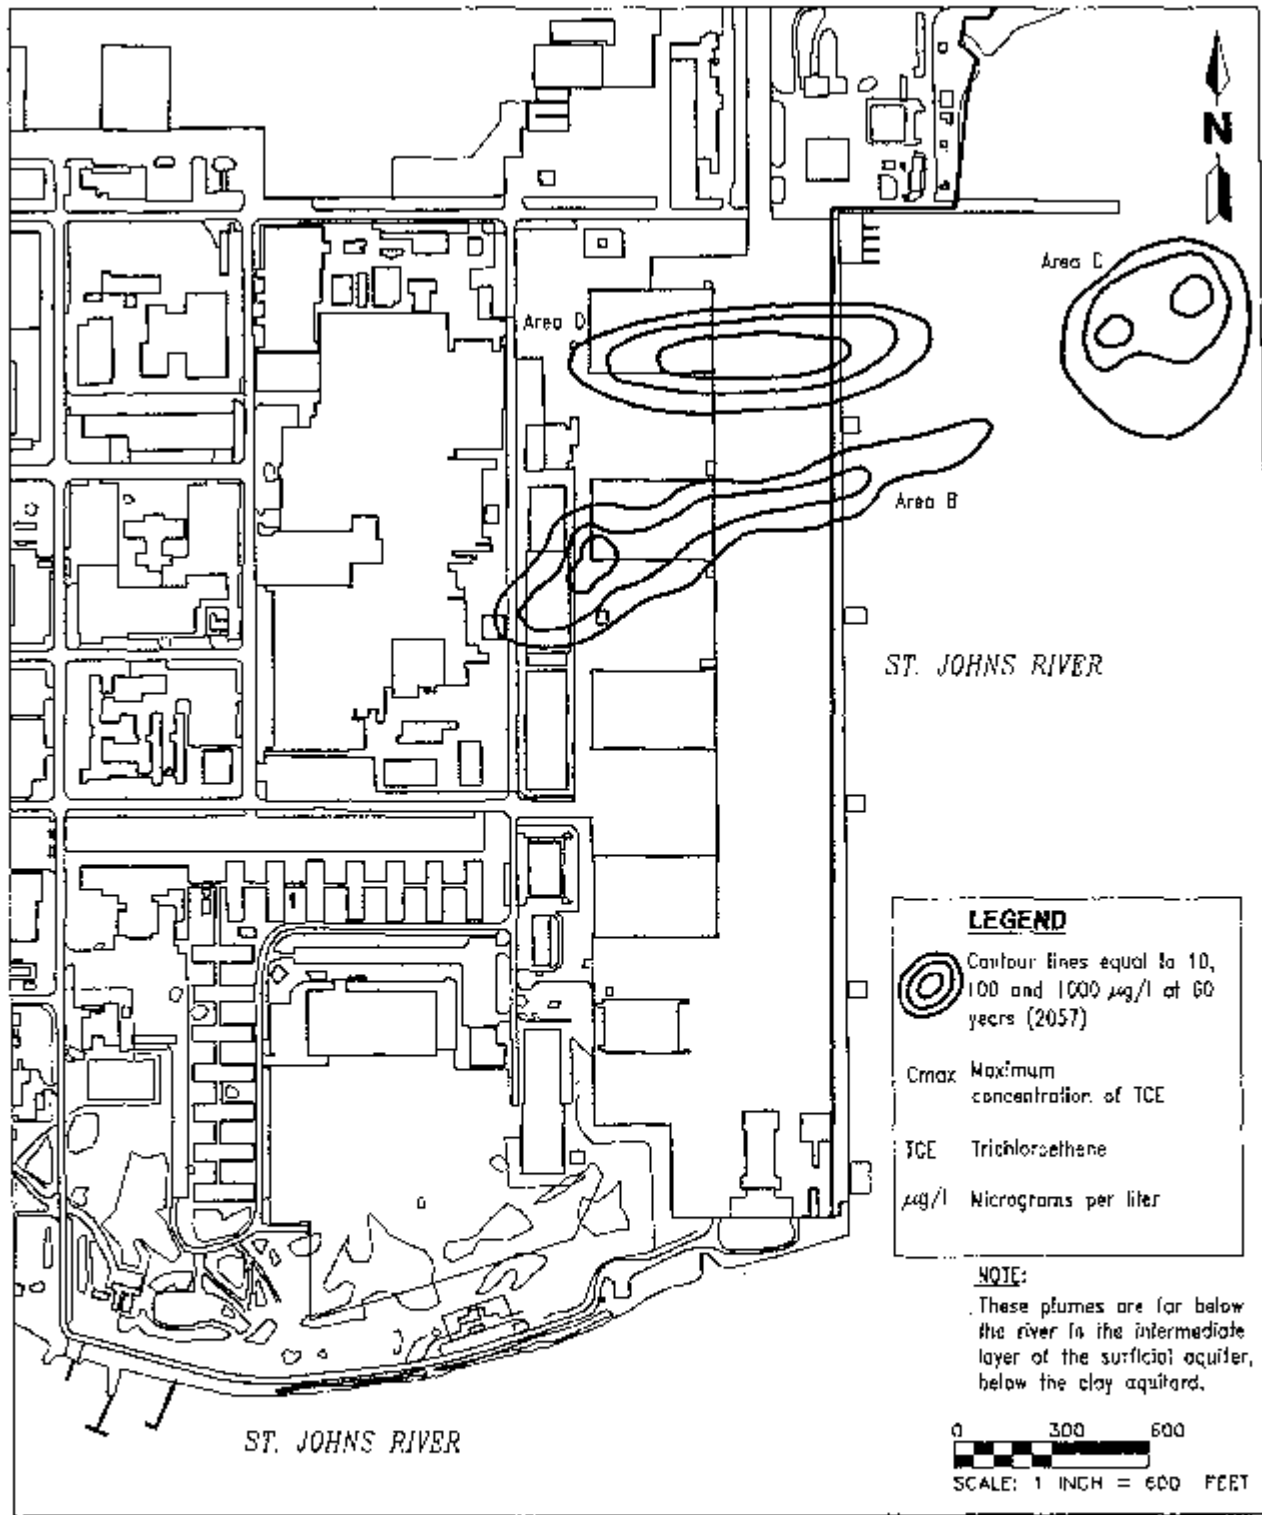 N
Area C
Area D
Area B
ST. JOHNS RIVER
LEGEND
Contour lines equal to 10,
100 and 1000 µg/l at 60
years (2057)
Cmax Maximum
concentration of TCE
TCE Trichloroethene
µg/l Micrograms per liter
NOTE:
These plumes are far below
the river in the intermediate
layer of the surficial aquifer,
below the clay aquitard.
0 300 600
SCALE: 1 INCH = 600 FEET
ST. JOHNS RIVER